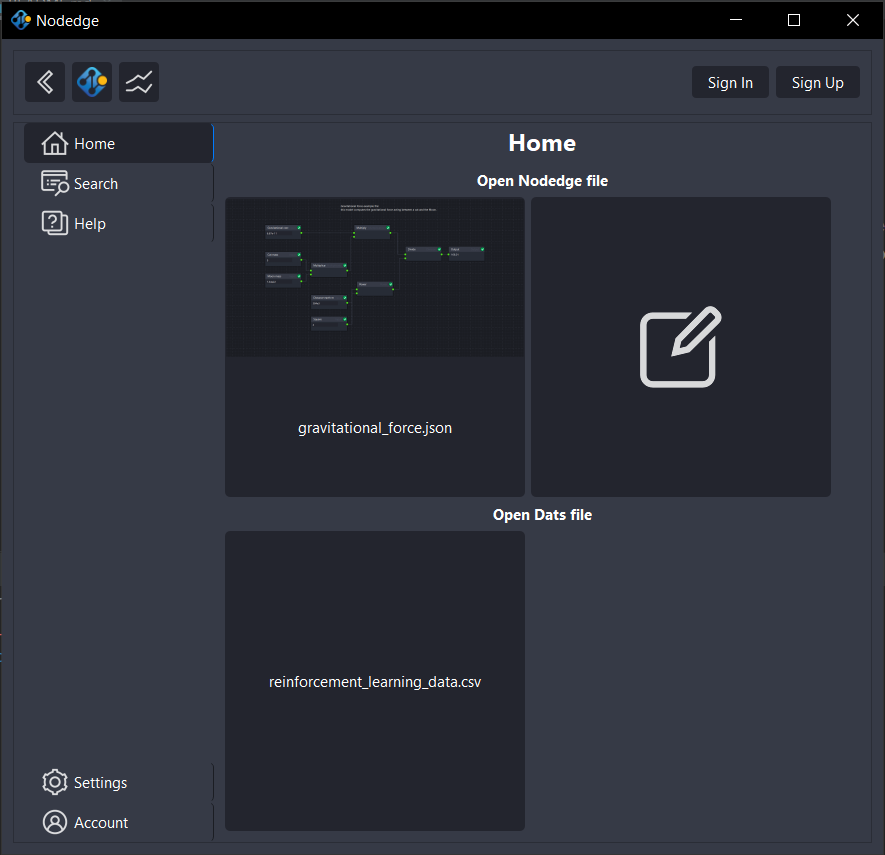 Nodedge
Sign In
Sign Up
Home
Search
Help
Home
Open Nodedge file
gravitational_force.json
Open Dats file
reinforcement_learning_data.csv
Settings
Account